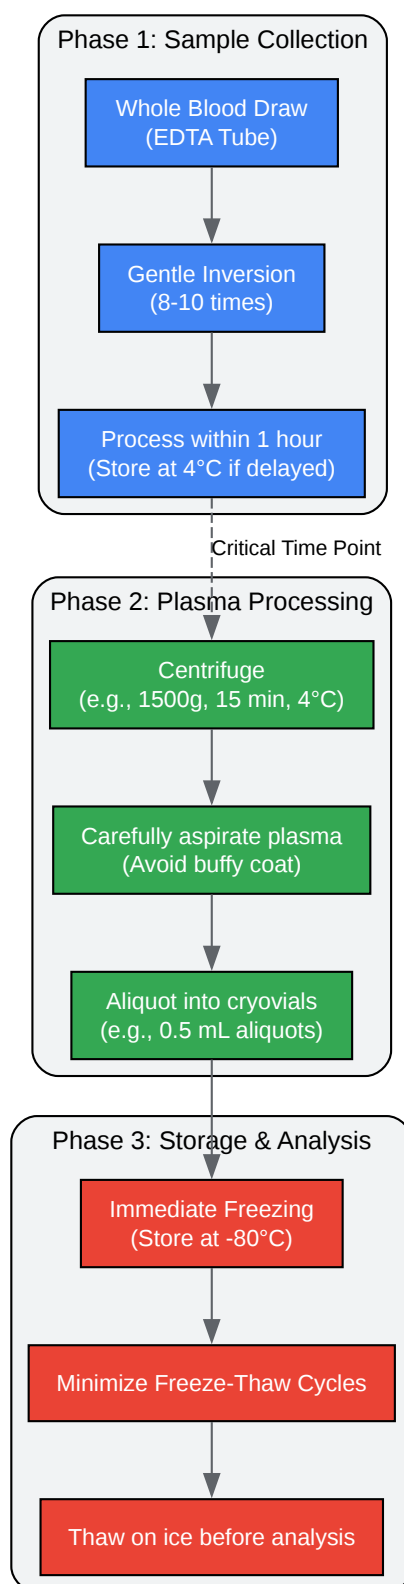 Phase 1: Sample Collection
Whole Blood Draw
(EDTA Tube)
Gentle Inversion
(8-10 times)
Process within 1 hour
(Store at 4°C if delayed)
Critical Time Point
Phase 2: Plasma Processing
Centrifuge
(e.g., 1500g, 15 min, 4°C)
Carefully aspirate plasma
(Avoid buffy coat)
Aliquot into cryovials
(e.g., 0.5 mL aliquots)
Phase 3: Storage & Analysis
Immediate Freezing
(Store at -80°C)
Minimize Freeze-Thaw Cycles
Thaw on ice before analysis